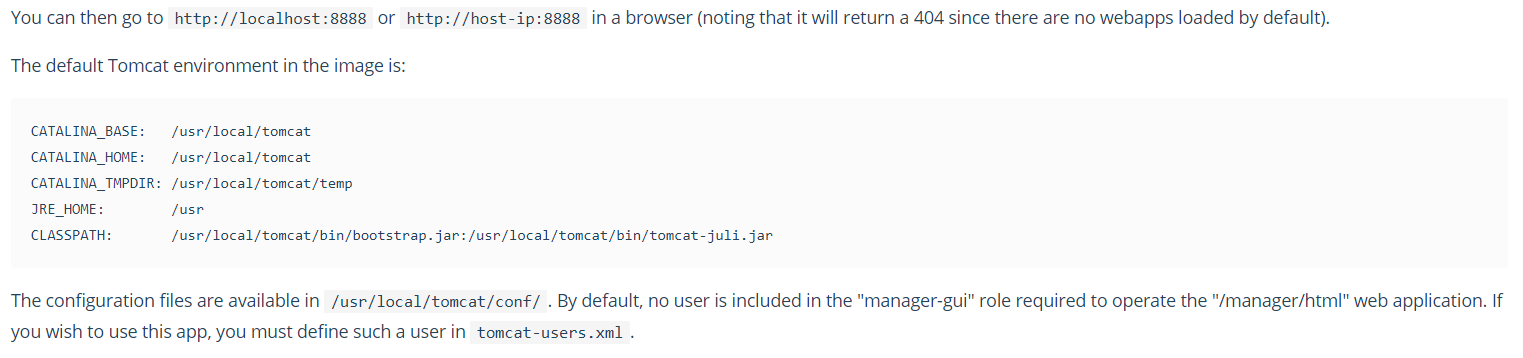 You can then go to http://localhost:8888 or http://host-ip:8888 in a browser (noting that it will return a 404 since there are no webapps loaded by default).
The default Tomcat environment in the image is:
CATALINA_BASE:   /usr/local/tomcat
CATALINA_HOME:   /usr/local/tomcat
CATALINA_TMPDIR: /usr/local/tomcat/temp
JRE_HOME:        /usr
CLASSPATH:       /usr/local/tomcat/bin/bootstrap.jar:/usr/local/tomcat/bin/tomcat-juli.jar
The configuration files are available in /usr/local/tomcat/conf/ . By default, no user is included in the "manager-gui" role required to operate the "/manager/html" web application. If
you wish to use this app, you must define such a user in tomcat-users.xml .